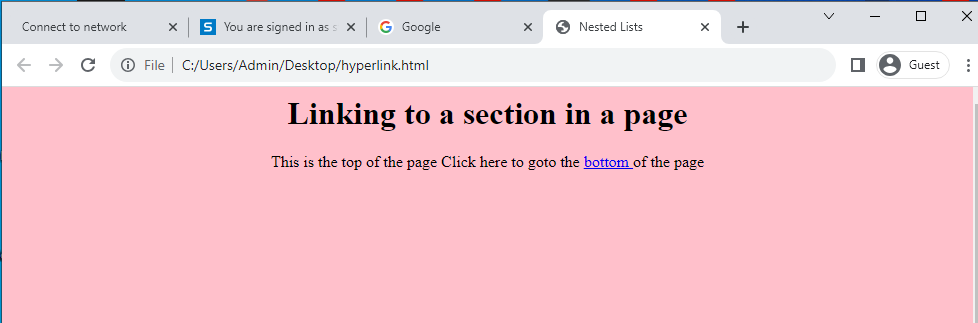 Connect to network
S You are signed in as s
Google
Nested Lists
File C:/Users/Admin/Desktop/hyperlink.html
Guest
Linking to a section in a page
This is the top of the page Click here to goto the bottom of the page